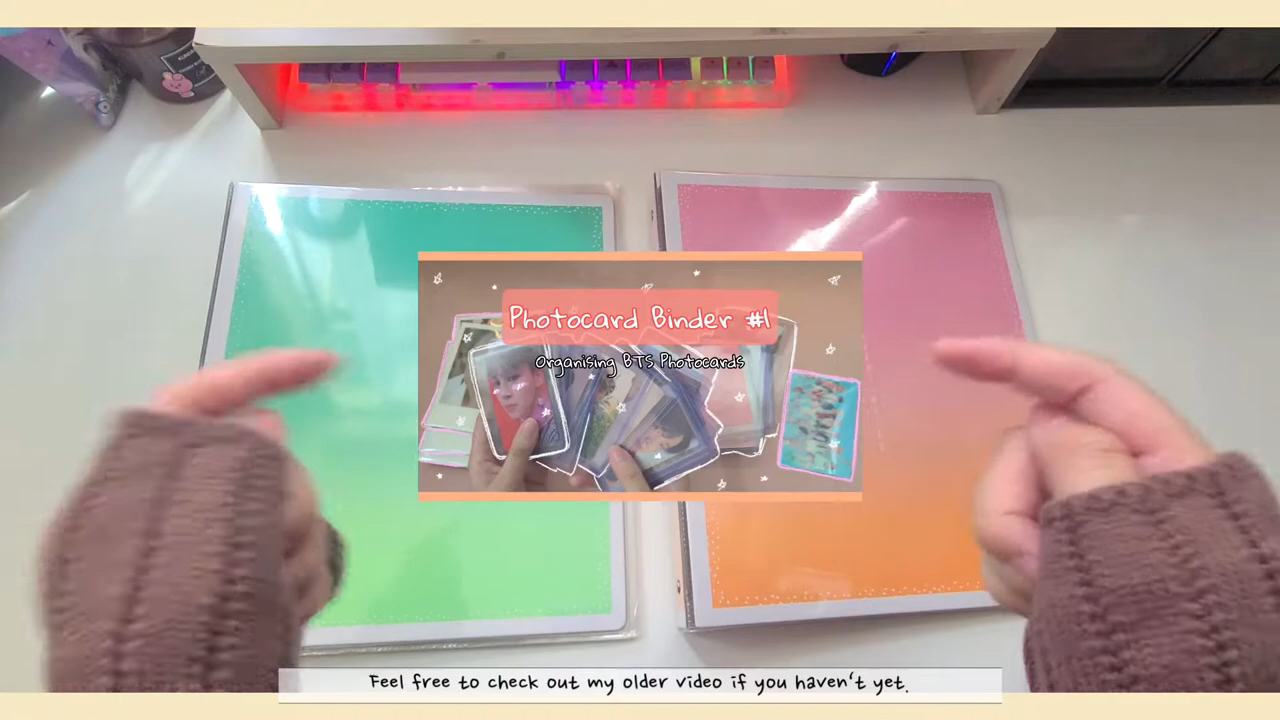 Photocard Binder #1
Organising BTS Photocards
Feel free to check out my older video if you haven't yet.